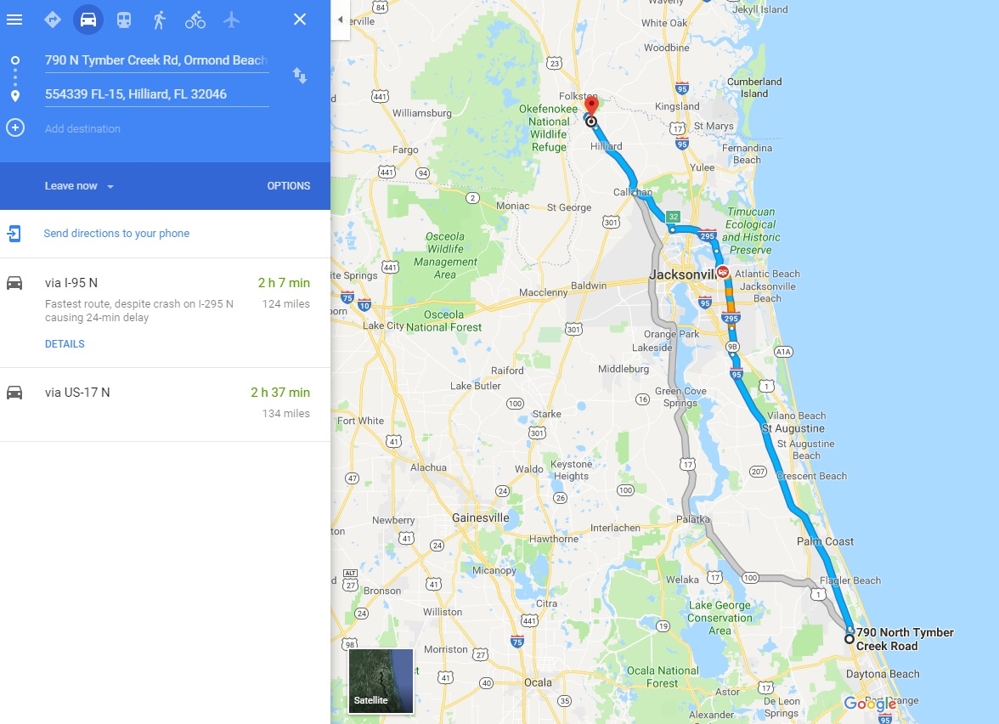 790 N Tymber Creek Rd, Ormond Beach
554339 FL-15, Hilliard, FL 32046
Add destination
Leave now
OPTIONS
Send directions to your phone
via I-95 N
2 h 7 min
Fastest route, despite crash on I-295 N
124 miles
causing 24-min delay
DETAILS
via US-17 N
2 h 37 min
134 miles
84
Jekyll Island
White Oak
Woodbine
23
95
Cumberland
Island
441
Folkston
Kingsland
Williamsburg
Okefenokee
National
Wildlife
Refuge
17
St Marys
95
Hilliard
Fargo
Fernandina
Beach
441
94
Yulee
Callahan
2
Moniac
St George
32
301
295
Timucuan
Ecological
and Historic
Preserve
Osceola
Wildlife
Management
Area
441
ite Springs
Jacksonvill
Atlantic Beach
Jacksonville
Beach
Baldwin
Macclenny
75
10
95
Osceola
National Forest
Lake City
301
295
Orange Park
Lakeside
9B
A1A
Middleburg
Raiford
95
Lake Butler
1
Green Cove
Springs
16
100
Starke
Fort White
Vilano Beach
St Augustine
301
41
St Augustine
Beach
Alachua
Waldo
Keystone
Heights
17
207
Crescent Beach
47
24
100
26
Newberry
Gainesville
Palatka
ton
41
24
Hawthorne
Interlachen
Palm Coast
Micanopy
ALT
27
41
Welaka
17
100
Flagler Beach
Bronson
1
24
Williston
Citra
441
Lake George
Conservation
Area
19
790 North Tymber
Creek Road
98
75
Morriston
27
st
41
40
Ocala
Ocala National
Forest
Daytona Beach
17
Astor
35
De Leon
Springs
Satellite
Google
Alexander
95